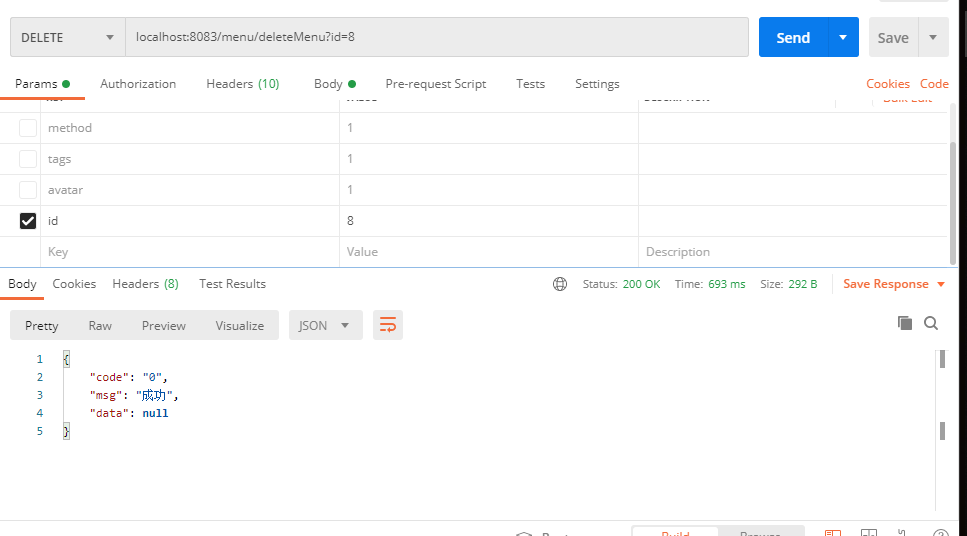 DELETE localhost:8083/menu/deleteMenu?id=8 Send Save
Params Authorization Headers (10) Body Pre-request Script Tests Settings Cookies Code
method 1
tags 1
avatar 1
id 8
Key Value Description
Body Cookies Headers (8) Test Results Status: 200 OK Time: 693 ms Size: 292 B Save Response
Pretty Raw Preview Visualize JSON
1 {
2 "code": "0",
3 "msg": "成功",
4 "data": null
5 }
Build Browse